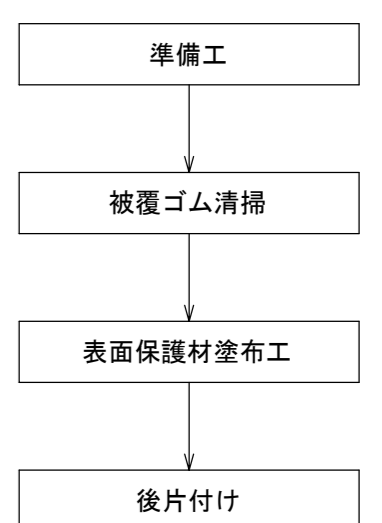 準備工
被覆ゴム清掃
表面保護材塗布工
後片付け